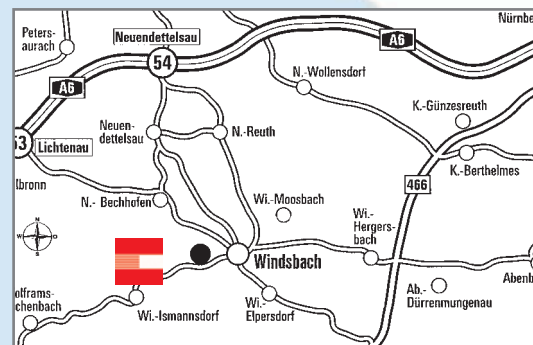 Nürnbe
Peters-
aurach
Neuendettelsau
A6
54
N.-Wollensdorf
A6
K.-Günzesreuth
53
Lichtenau
Neuen-
dettelsau
N.-Reuth
K.-Berthelmes
lbronn
466
N.- Bechhofen
Wi.-Moosbach
Wi.-
Hergers-
bach
N
W
O
S
Windsbach
Abenb
olframs
chenbach
Wi.-Ismannsdorf
Wi.-
Elpersdorf
Ab.-
Dürrenmungenau